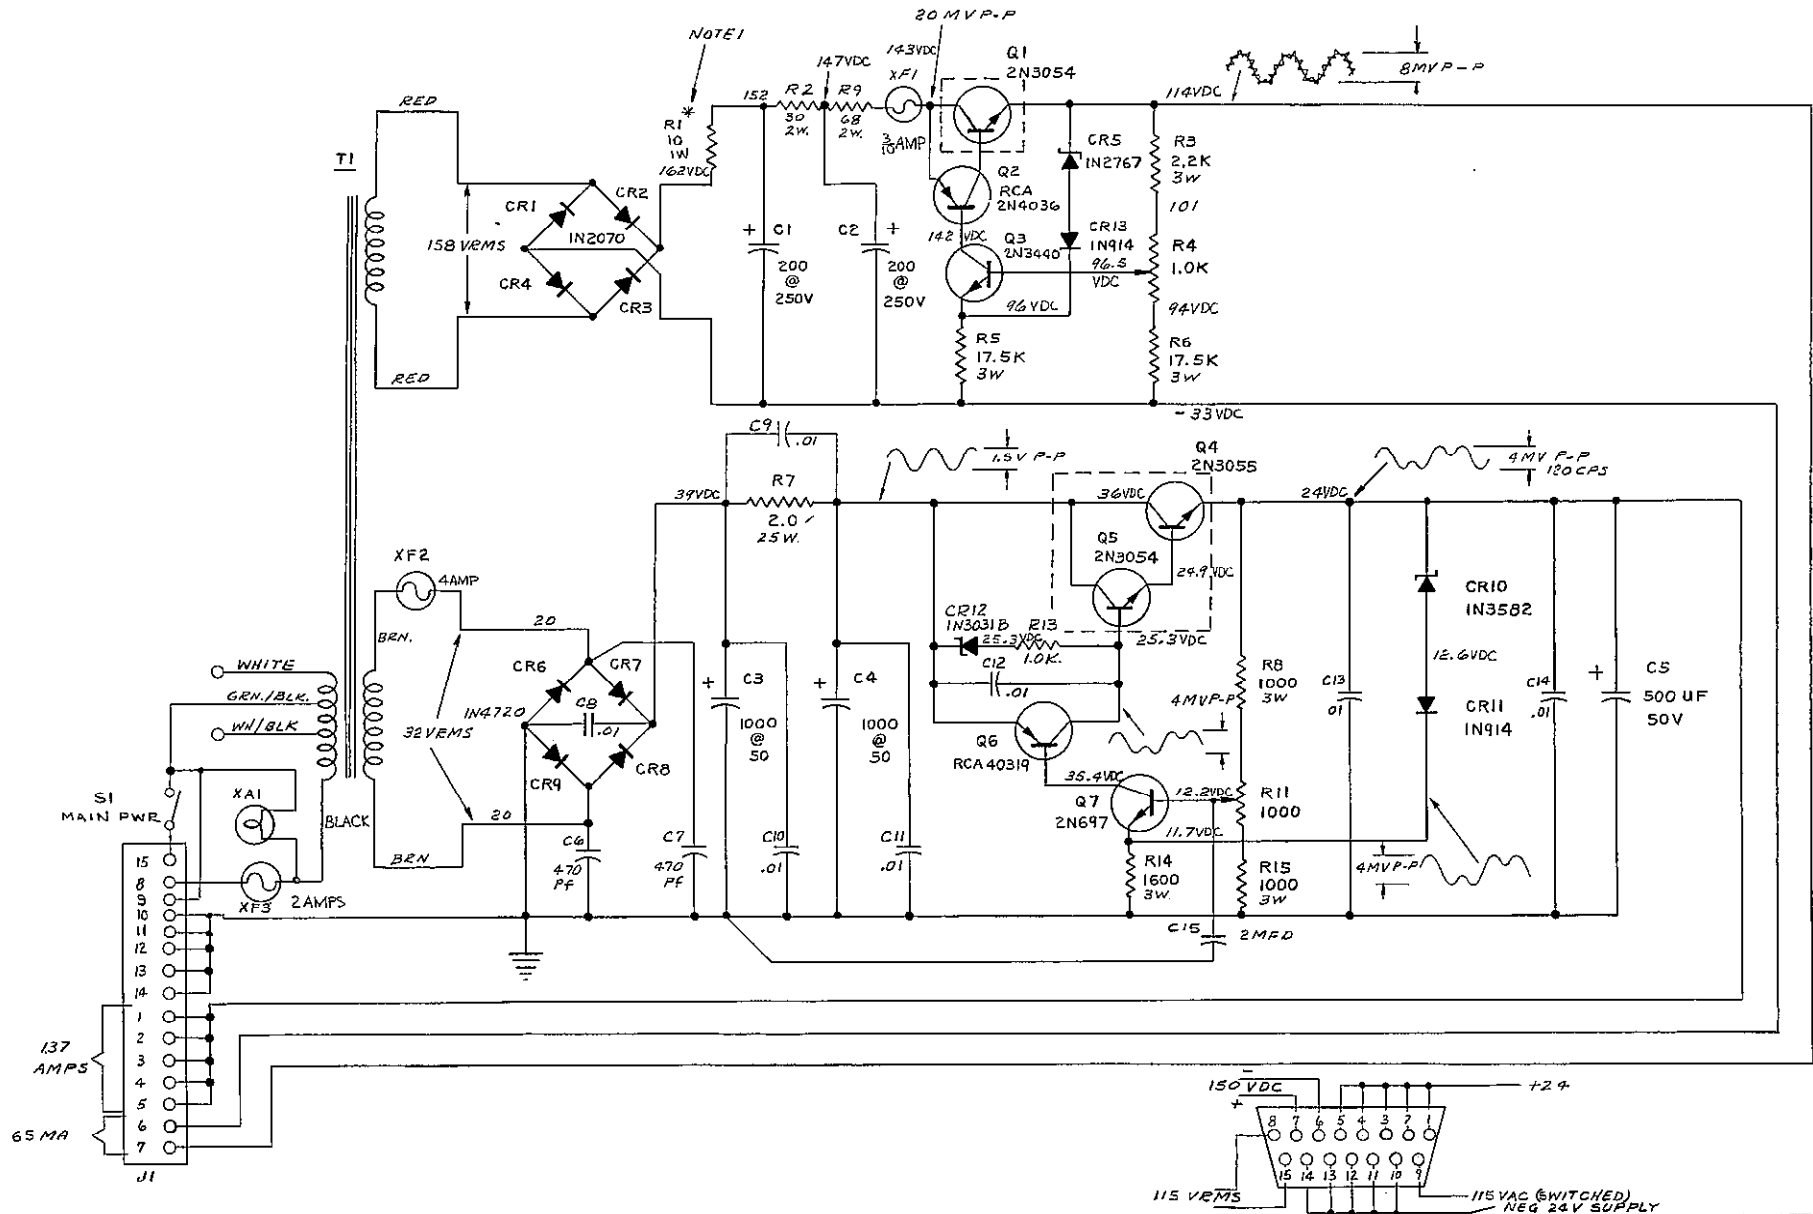 NOTE 1
20 MV P-P
RED
T1
158 VRMS
RED
CR1
CR2
1N2070
CR4
CR3
*
R1
10
1W
162VDC
152
R2
30
2W.
147VDC
R9
68
2W.
143VDC
XF1
3/10 AMP
Q1
2N3054
Q2
RCA
2N4036
142 VDC
Q3
2N3440
96VDC
CR5
1N2767
CR13
1N914
96.5
VDC
114VDC
8MV P-P
R3
2.2K
3W
101
R4
1.0K
94VDC
R5
17.5K
3W
R6
17.5K
3W
+ C1
200
@
250V
C2 +
200
@
250V
- 33 VDC
C9
.01
39VDC
R7
2.0
25W.
1.5V P-P
36VDC
Q4
2N3055
24VDC
4MV P-P
120 CPS
Q5
2N3054
24.9 VDC
25.3VDC
CR12
1N3031B
25.3VDC
R13
1.0K.
C12
.01
4MVP-P
Q6
RCA 40319
35.4VDC
Q7
2N697
12.2VDC
11.7VDC
R8
1000
3W
R11
1000
R14
1600
3W
R15
1000
3W
C13
01
CR10
1N3582
12.6VDC
CR11
1N914
4MVP-P
C14
.01
+ C5
500 UF
50V
XF2
4AMP
BRN.
20
32VRMS
20
BRN
CR6
CR7
1N4720
C8
.01
CR9
CR8
C6
470
Pf
C7
470
Pf
+ C3
1000
@
50
+ C4
1000
@
50
C10
.01
C11
.01
C15
2MFD
WHITE
GRN./BLK.
WH/BLK
S1
MAIN PWR
XA1
BLACK
XF3
2AMPS
15
8
9
10
11
12
13
14
1
2
3
4
5
6
7
J1
137
AMPS
65 MA
-
150 VDC
+
+24
8 7 6 5 4 3 2 1
15 14 13 12 11 10 9
115 VRMS
115 VAC (SWITCHED)
NEG 24V SUPPLY